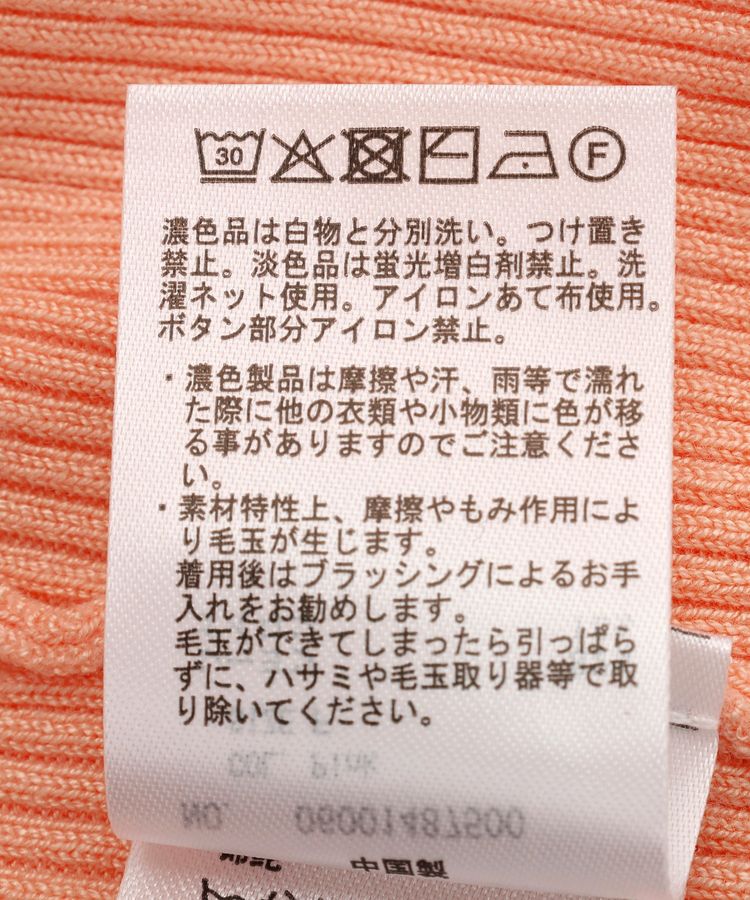 30 F
濃色品は白物と分別洗い。つけ置き
禁止。淡色品は蛍光増白剤禁止。洗
濯ネット使用。アイロンあて布使用。
ボタン部分アイロン禁止。
・濃色製品は摩擦や汗、雨等で濡れ
た際に他の衣類や小物類に色が移
る事がありますのでご注意くださ
い。
・素材特性上、摩擦やもみ作用によ
り毛玉が生じます。
着用後はブラッシングによるお手
入れをお勧めします。
毛玉ができてしまったら引っぱら
ずに、ハサミや毛玉取り器等で取
り除いてください。
COL. Pink
NO. 06001487500
中国製